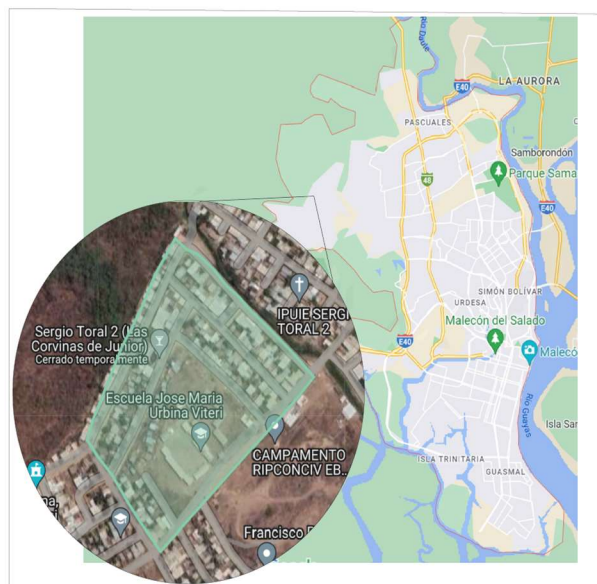 Río Daule
E40
LA AURORA
PASCUALES
Samborondón
48
Parque Sama
E40
SIMÓN BOLÍVAR
URDESA
Malecón del Salado
E40
Malecó
Río Guayas
Isla Sar
ISLA TRINITARIA
GUASMAL
IPUIE SERGI
TORAL 2
Sergio Toral 2 (Las
Corvinas de Junior)
Cerrado temporalmente
Escuela Jose Maria
Urbina Viteri
CAMPAMENTO
RIPCONCIV EB...
na,
Francisco